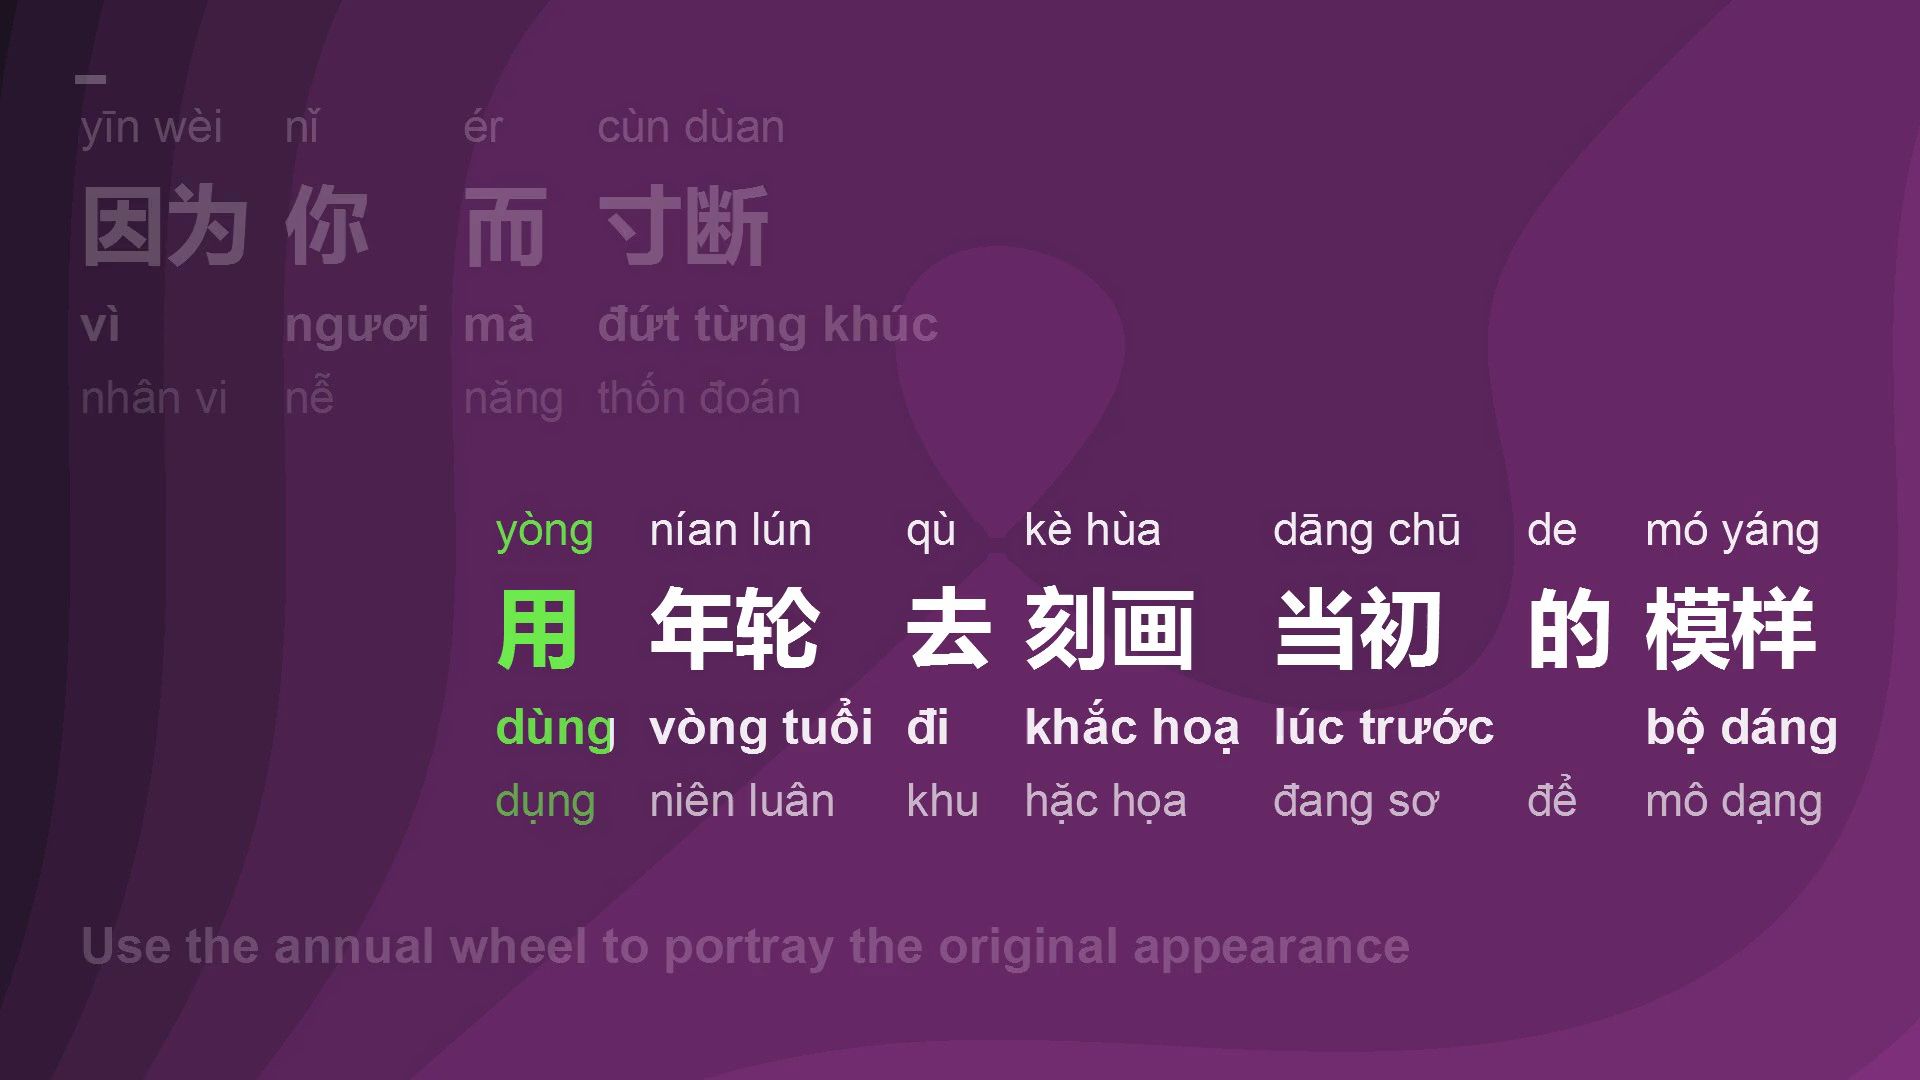 yīn wèi nǐ ér cùn dùan
因为 你 而 寸断
vì ngươi mà đứt từng khúc
nhân vi nễ năng thốn đoán
yòng nían lún qù kè hùa dāng chū de mó yáng
用 年轮 去 刻画 当初 的 模样
dùng vòng tuổi đi khắc hoạ lúc trước bộ dáng
dụng niên luân khu hặc họa đang sơ để mô dạng
Use the annual wheel to portray the original appearance